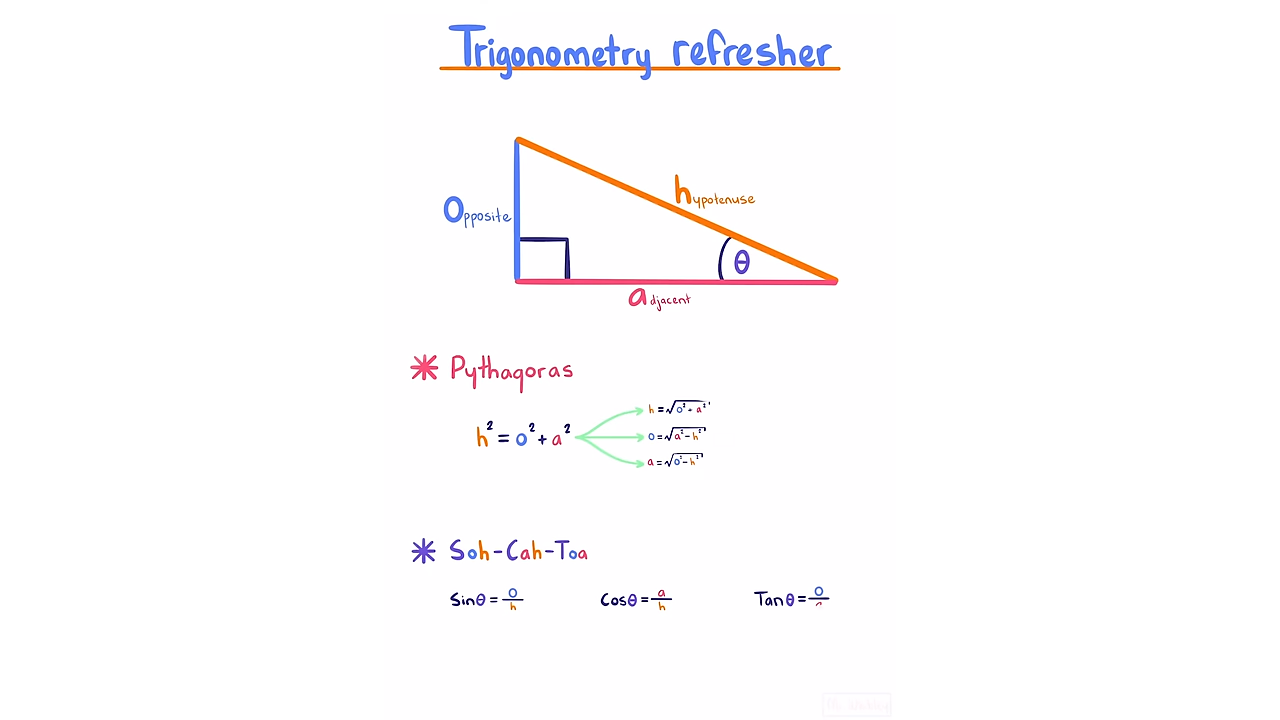 Trigonometry refresher
hypotenuse
Opposite
θ
adjacent
Pythagoras
h² = o² + a²
h = √o² + a²
o = √a² - h²
a = √o² - h²
Soh-Cah-Toa
Sinθ = o/h Cosθ = a/h Tanθ = o/a